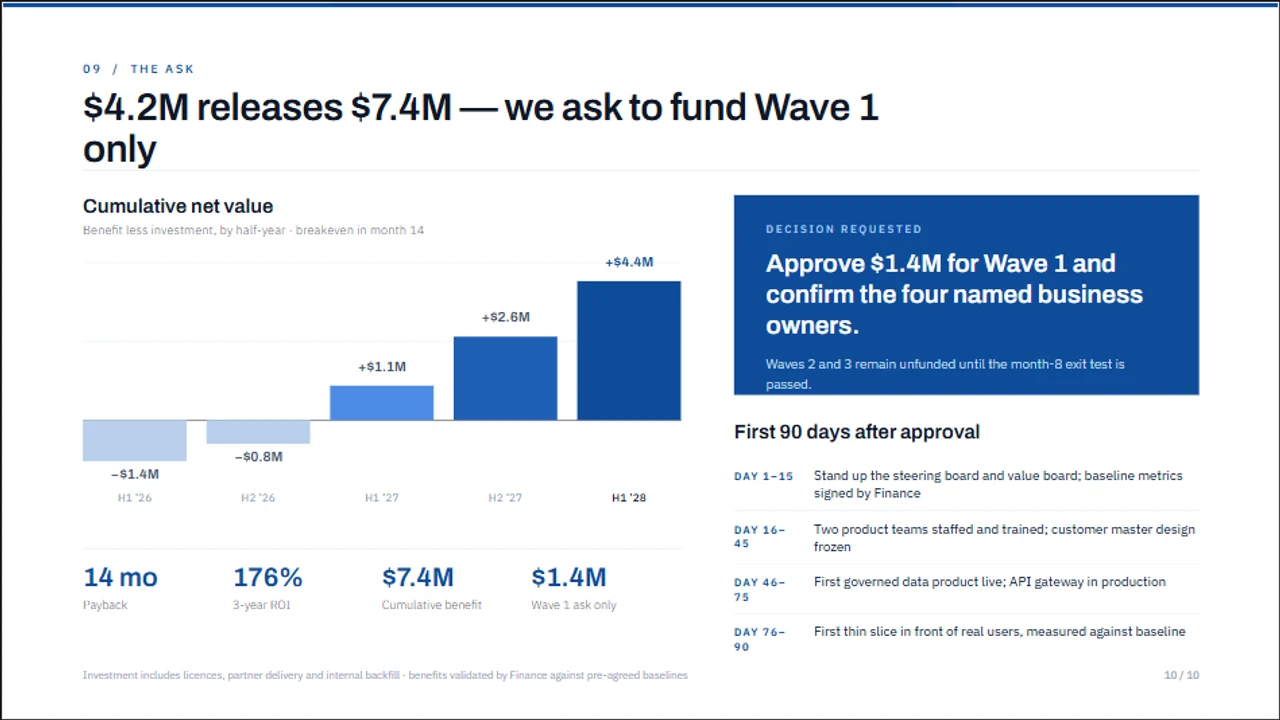 09 / THE ASK
$4.2M releases $7.4M — we ask to fund Wave 1
only
Cumulative net value
Benefit less investment, by half-year · breakeven in month 14
+$4.4M
+$2.6M
+$1.1M
−$0.8M
−$1.4M
H1 '26
H2 '26
H1 '27
H2 '27
H1 '28
14 mo
Payback
176%
3-year ROI
$7.4M
Cumulative benefit
$1.4M
Wave 1 ask only
DECISION REQUESTED
Approve $1.4M for Wave 1 and
confirm the four named business
owners.
Waves 2 and 3 remain unfunded until the month-8 exit test is
passed.
First 90 days after approval
DAY 1–15
Stand up the steering board and value board; baseline metrics
signed by Finance
DAY 16–
45
Two product teams staffed and trained; customer master design
frozen
DAY 46–
75
First governed data product live; API gateway in production
DAY 76–
90
First thin slice in front of real users, measured against baseline
Investment includes licences, partner delivery and internal backfill · benefits validated by Finance against pre-agreed baselines
10 / 10